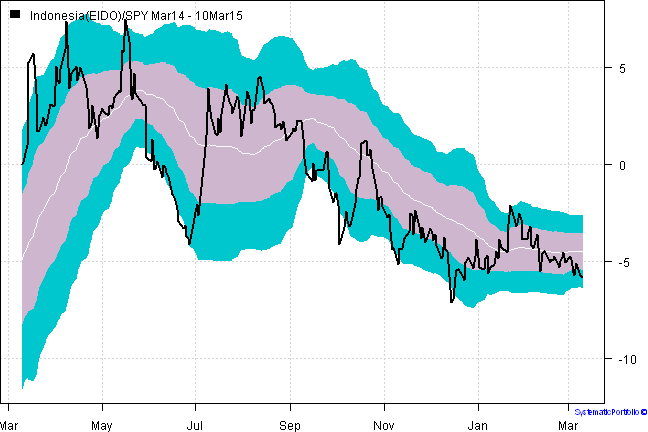 Indonesia(EIDO)/SPY Mar14 - 10Mar15
5
0
-5
-10
Mar May Jul Sep Nov Jan Mar
SystematicPortfolio ©